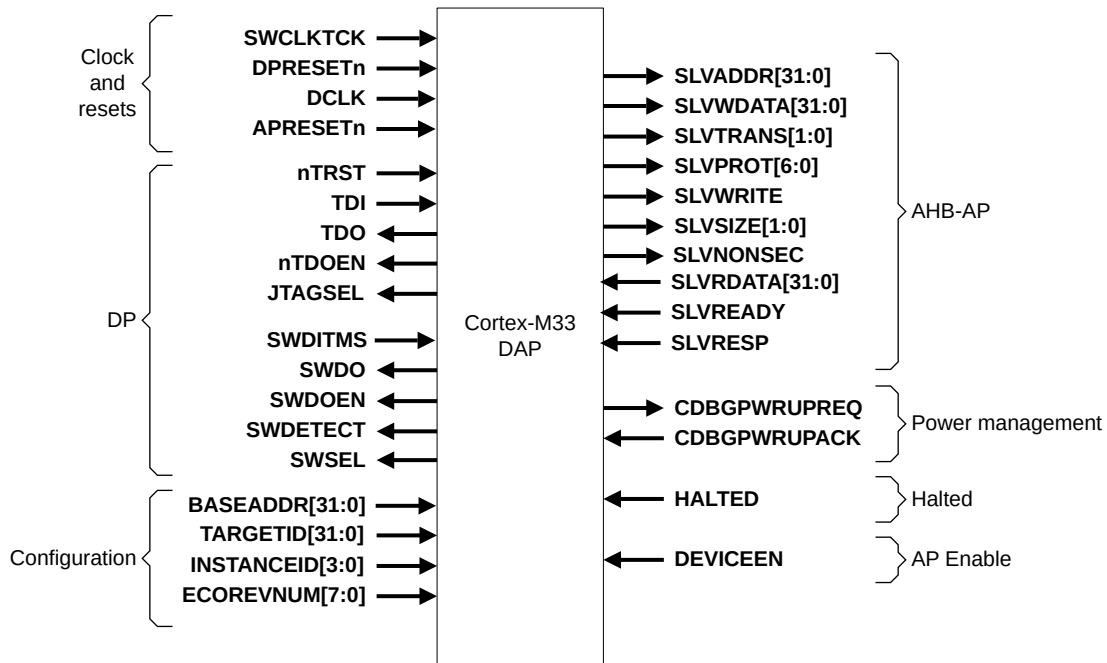 Clock
and
resets
SWCLKTCK
DPRESETn
DCLK
APRESETn
DP
nTRST
TDI
TDO
nTDOEN
JTAGSEL
SWDITMS
SWDO
SWDOEN
SWDETECT
SWSEL
Configuration
BASEADDR[31:0]
TARGETID[31:0]
INSTANCEID[3:0]
ECOREVNUM[7:0]
Cortex-M33
DAP
SLVADDR[31:0]
SLVWDATA[31:0]
SLVTRANS[1:0]
SLVPROT[6:0]
SLVWRITE
SLVSIZE[1:0]
SLVNONSEC
SLVRDATA[31:0]
SLVREADY
SLVRESP
AHB-AP
CDBGPWRUPREQ
CDBGPWRUPACK
Power management
HALTED
Halted
DEVICEEN
AP Enable